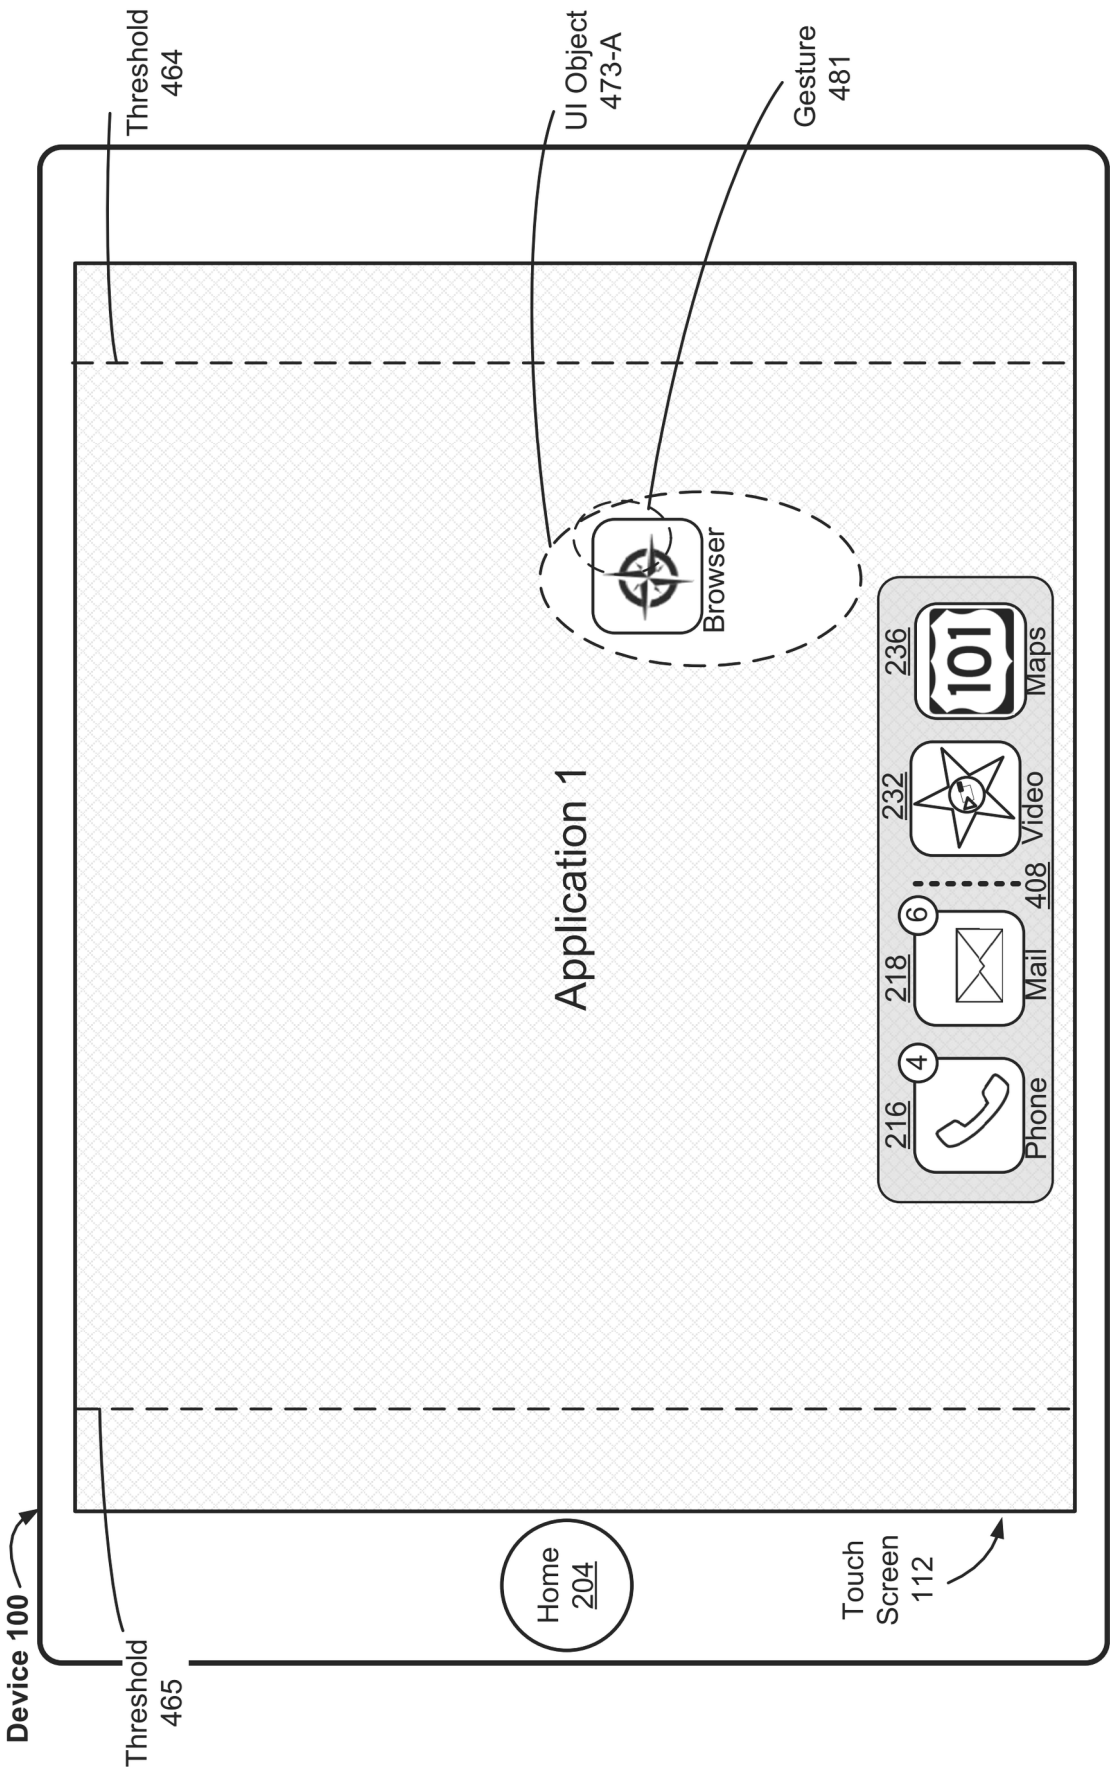 Device 100
Threshold
464
UI Object
473-A
Gesture
481
Application 1
Browser
216
4
Phone
218
6
Mail
408
232
Video
236
101
Maps
Home
204
Touch
Screen
112
Threshold
465